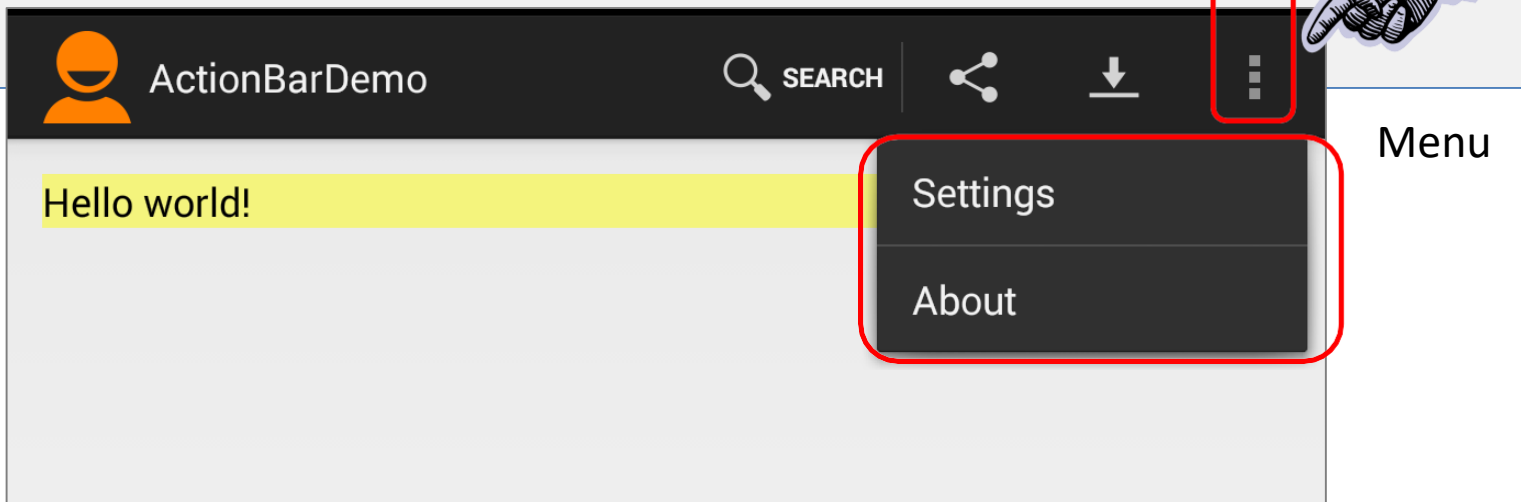 ActionBarDemo
SEARCH
Menu
Settings
Hello world!
About